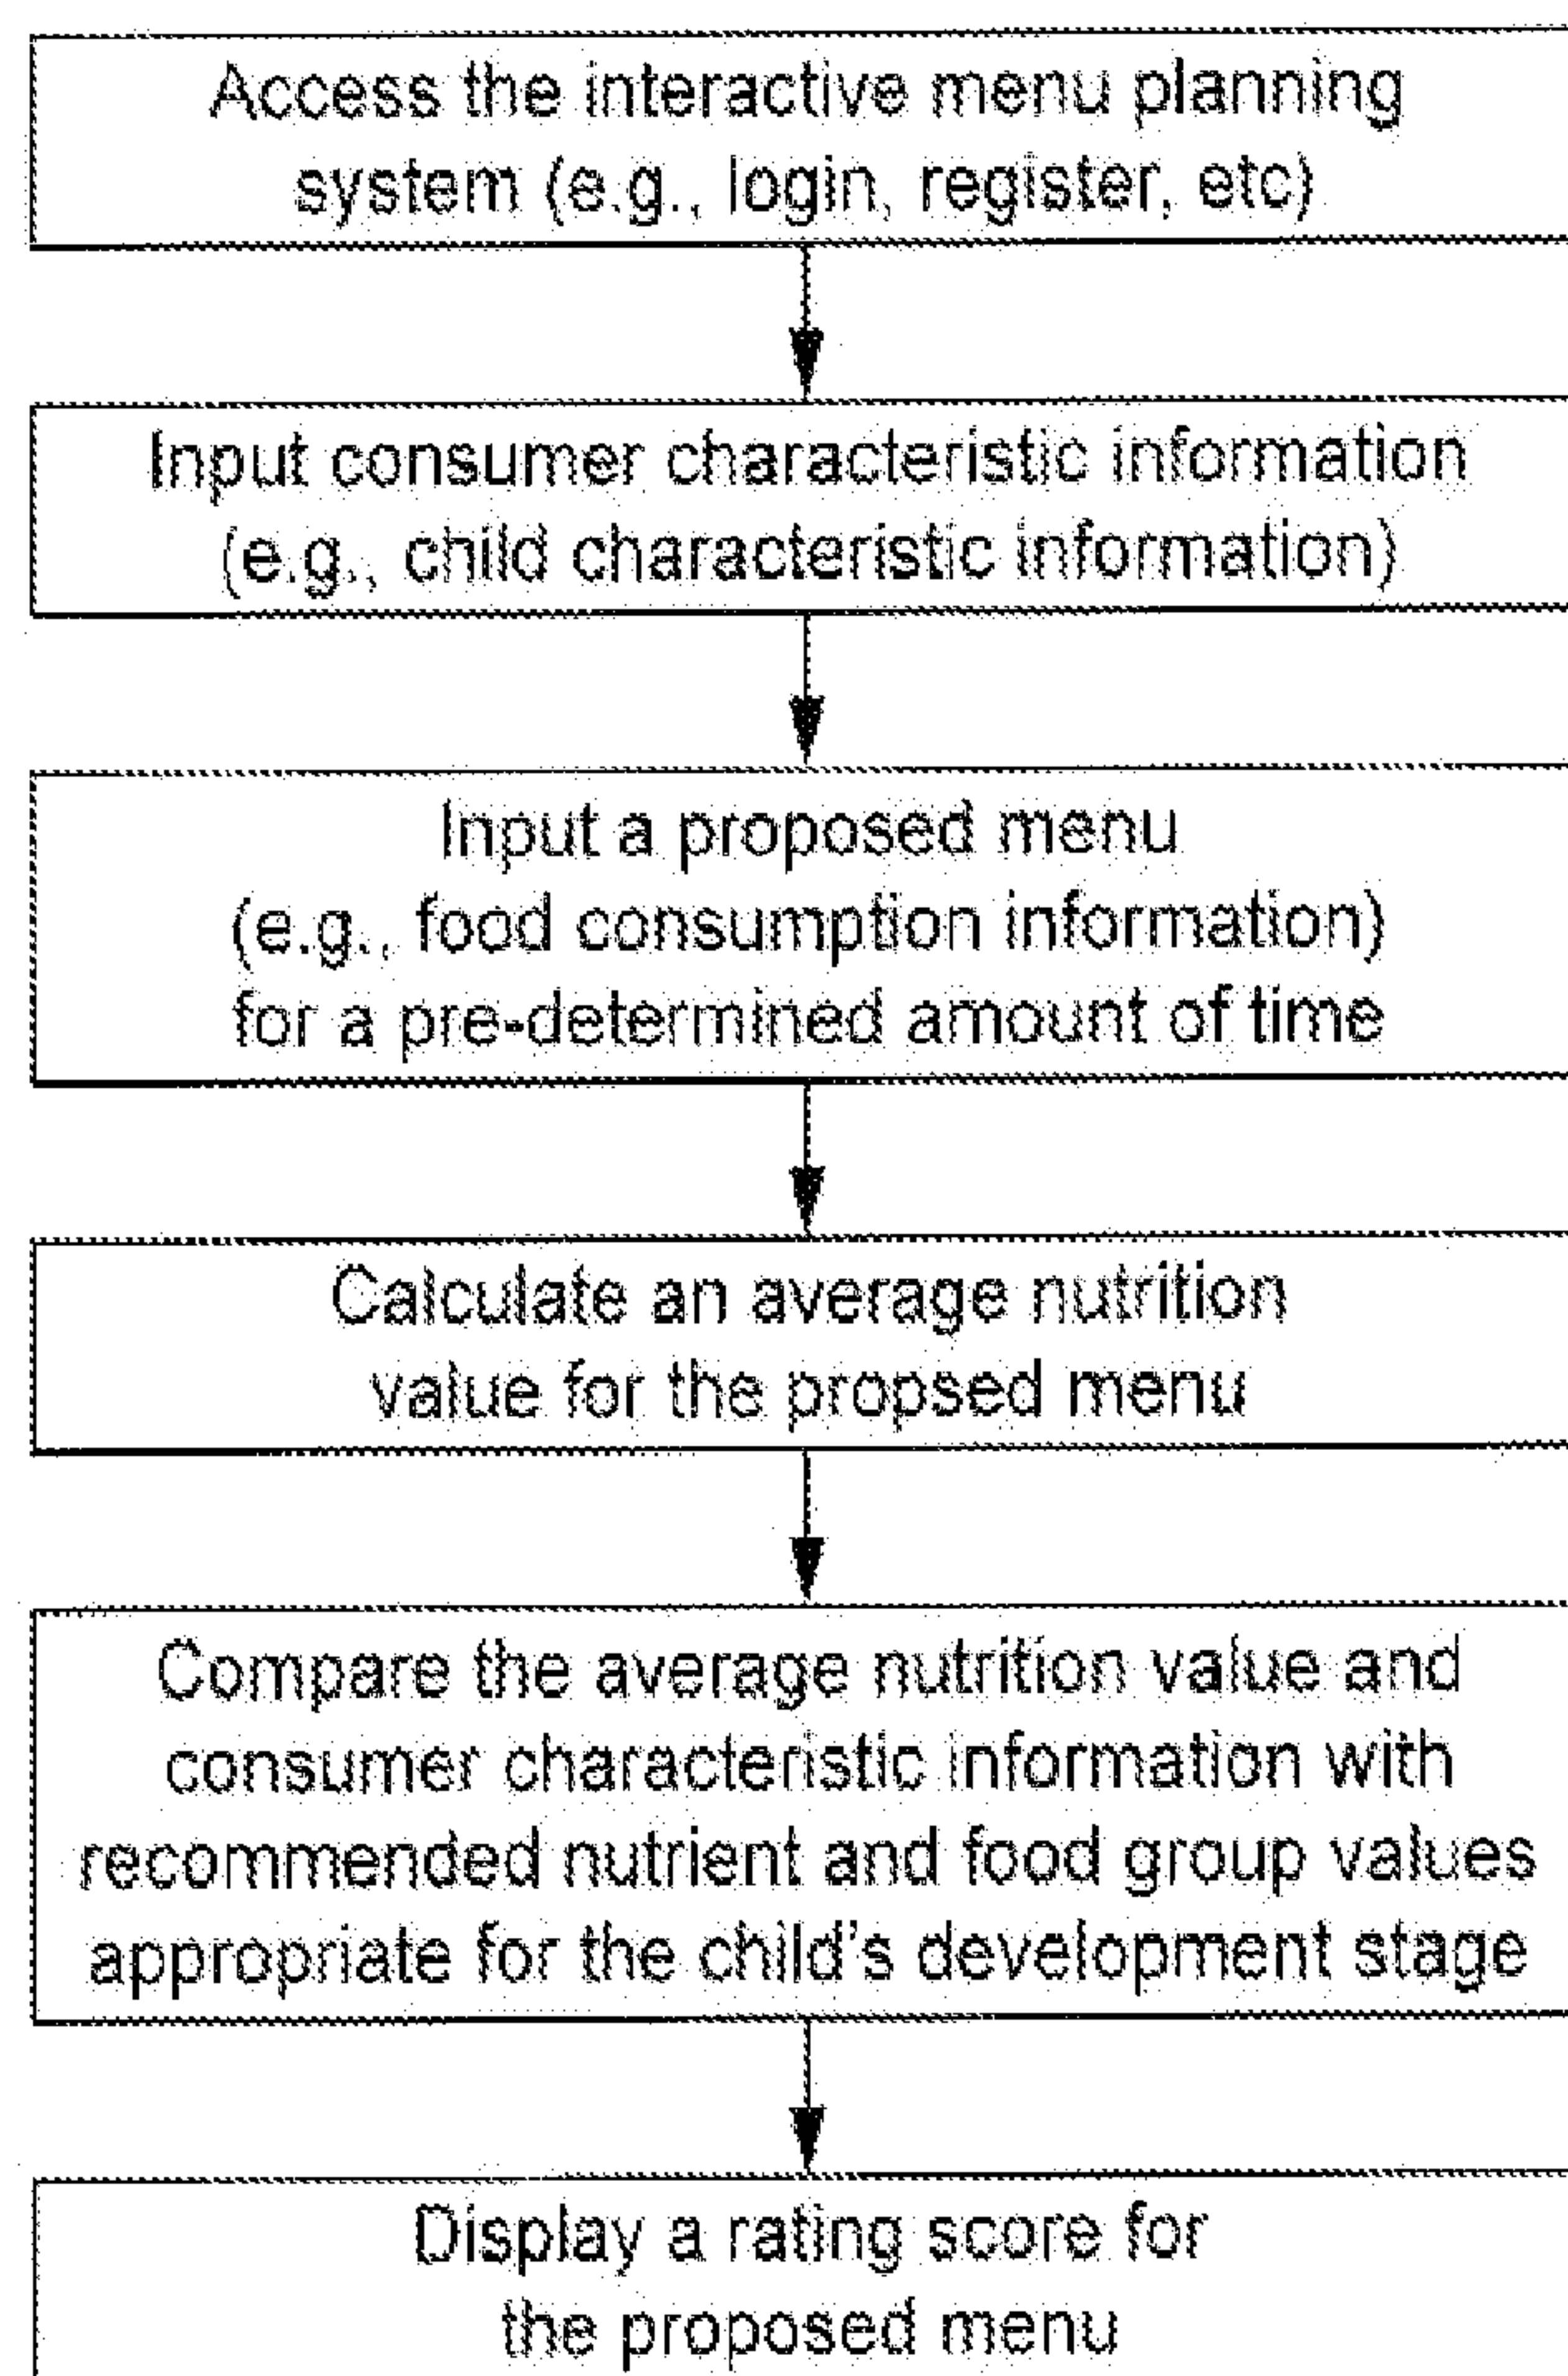 Access the interactive menu planning
system (e.g., login, register, etc)
Input consumer characteristic information
(e.g., child characteristic information)
Input a proposed menu
(e.g., food consumption information)
for a pre-determined amount of time
Calculate an average nutrition
value for the propsed menu
Compare the average nutrition value and
consumer characteristic information with
recommended nutrient and food group values
appropriate for the child's development stage
Display a rating score for
the proposed menu